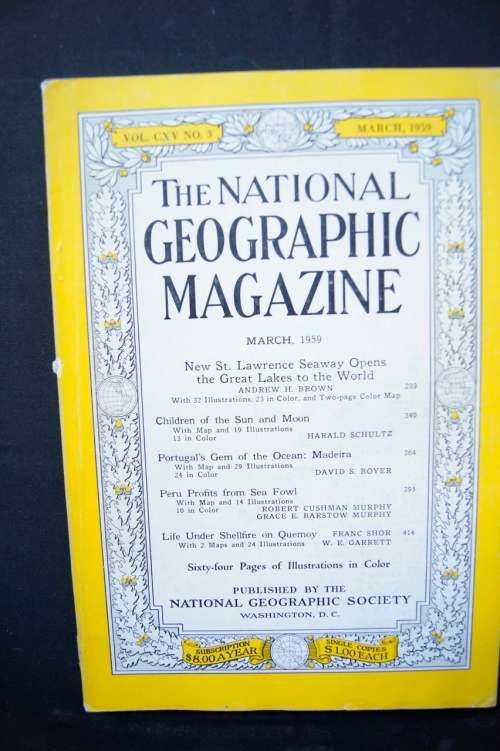 VOL. CXV NO. 3
MARCH, 1959
THE NATIONAL
GEOGRAPHIC
MAGAZINE
MARCH, 1959
New St. Lawrence Seaway Opens
the Great Lakes to the World
ANDREW H. BROWN 299
With 32 Illustrations, 23 in Color, and Two-page Color Map
Children of the Sun and Moon 340
With Map and 19 Illustrations
13 in Color HARALD SCHULTZ
Portugal's Gem of the Ocean: Madeira 364
With Map and 29 Illustrations
24 in Color DAVID S. BOYER
Peru Profits from Sea Fowl 395
With Map and 14 Illustrations
10 in Color ROBERT CUSHMAN MURPHY
GRACE E. BARSTOW MURPHY
Life Under Shellfire on Quemoy FRANC SHOR 414
With 2 Maps and 24 Illustrations W. E. GARRETT
Sixty-four Pages of Illustrations in Color
PUBLISHED BY THE
NATIONAL GEOGRAPHIC SOCIETY
WASHINGTON, D.C.
SUBSCRIPTION
$8.00 A YEAR
SINGLE COPIES
$1.00 EACH